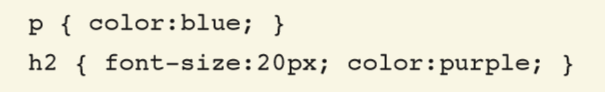 p { color:blue; }
h2 { font-size:20px; color:purple; }